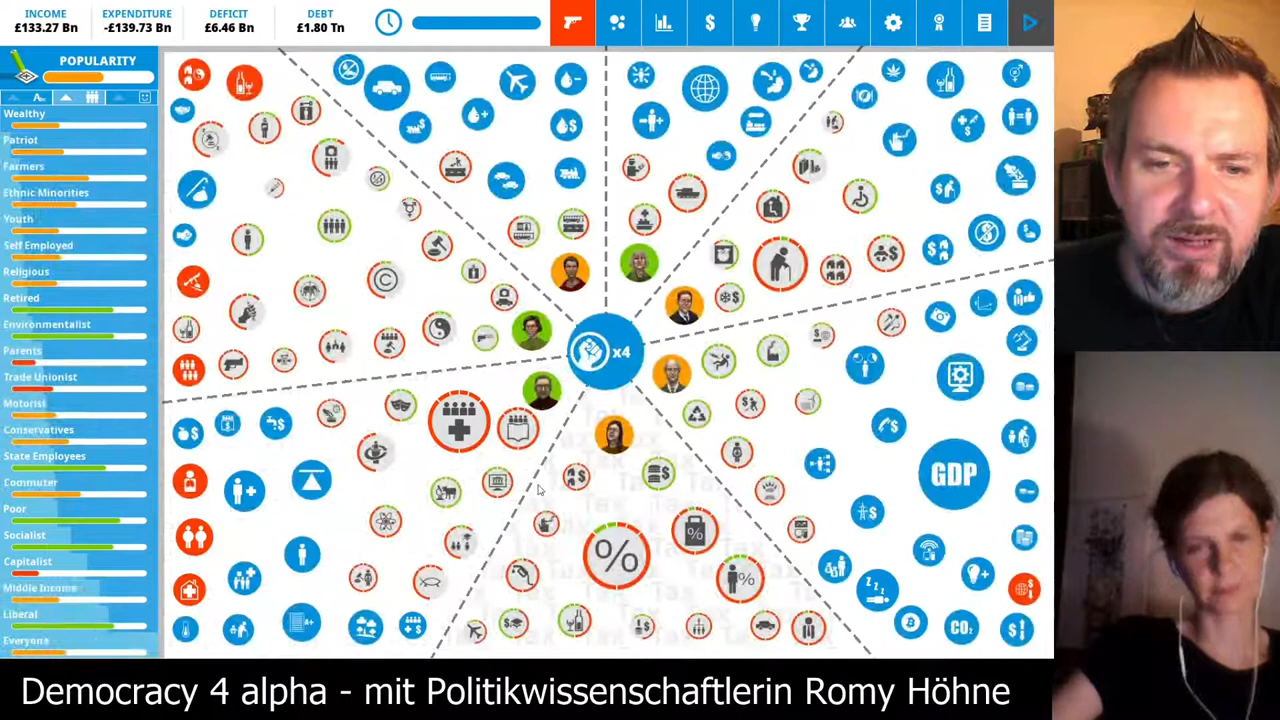 INCOME
£133.27 Bn
EXPENDITURE
-£139.73 Bn
DEFICIT
£6.46 Bn
DEBT
£1.80 Tn
POPULARITY
Wealthy
Patriot
Farmers
Ethnic Minorities
Youth
Self Employed
Religious
Retired
Environmentalist
Parents
Trade Unionist
Motorist
Conservatives
State Employees
Commuter
Poor
Socialist
Capitalist
Middle Income
Liberal
Everyone
x4
GDP
CO₂
Democracy 4 alpha - mit Politikwissenschaftlerin Romy Höhne